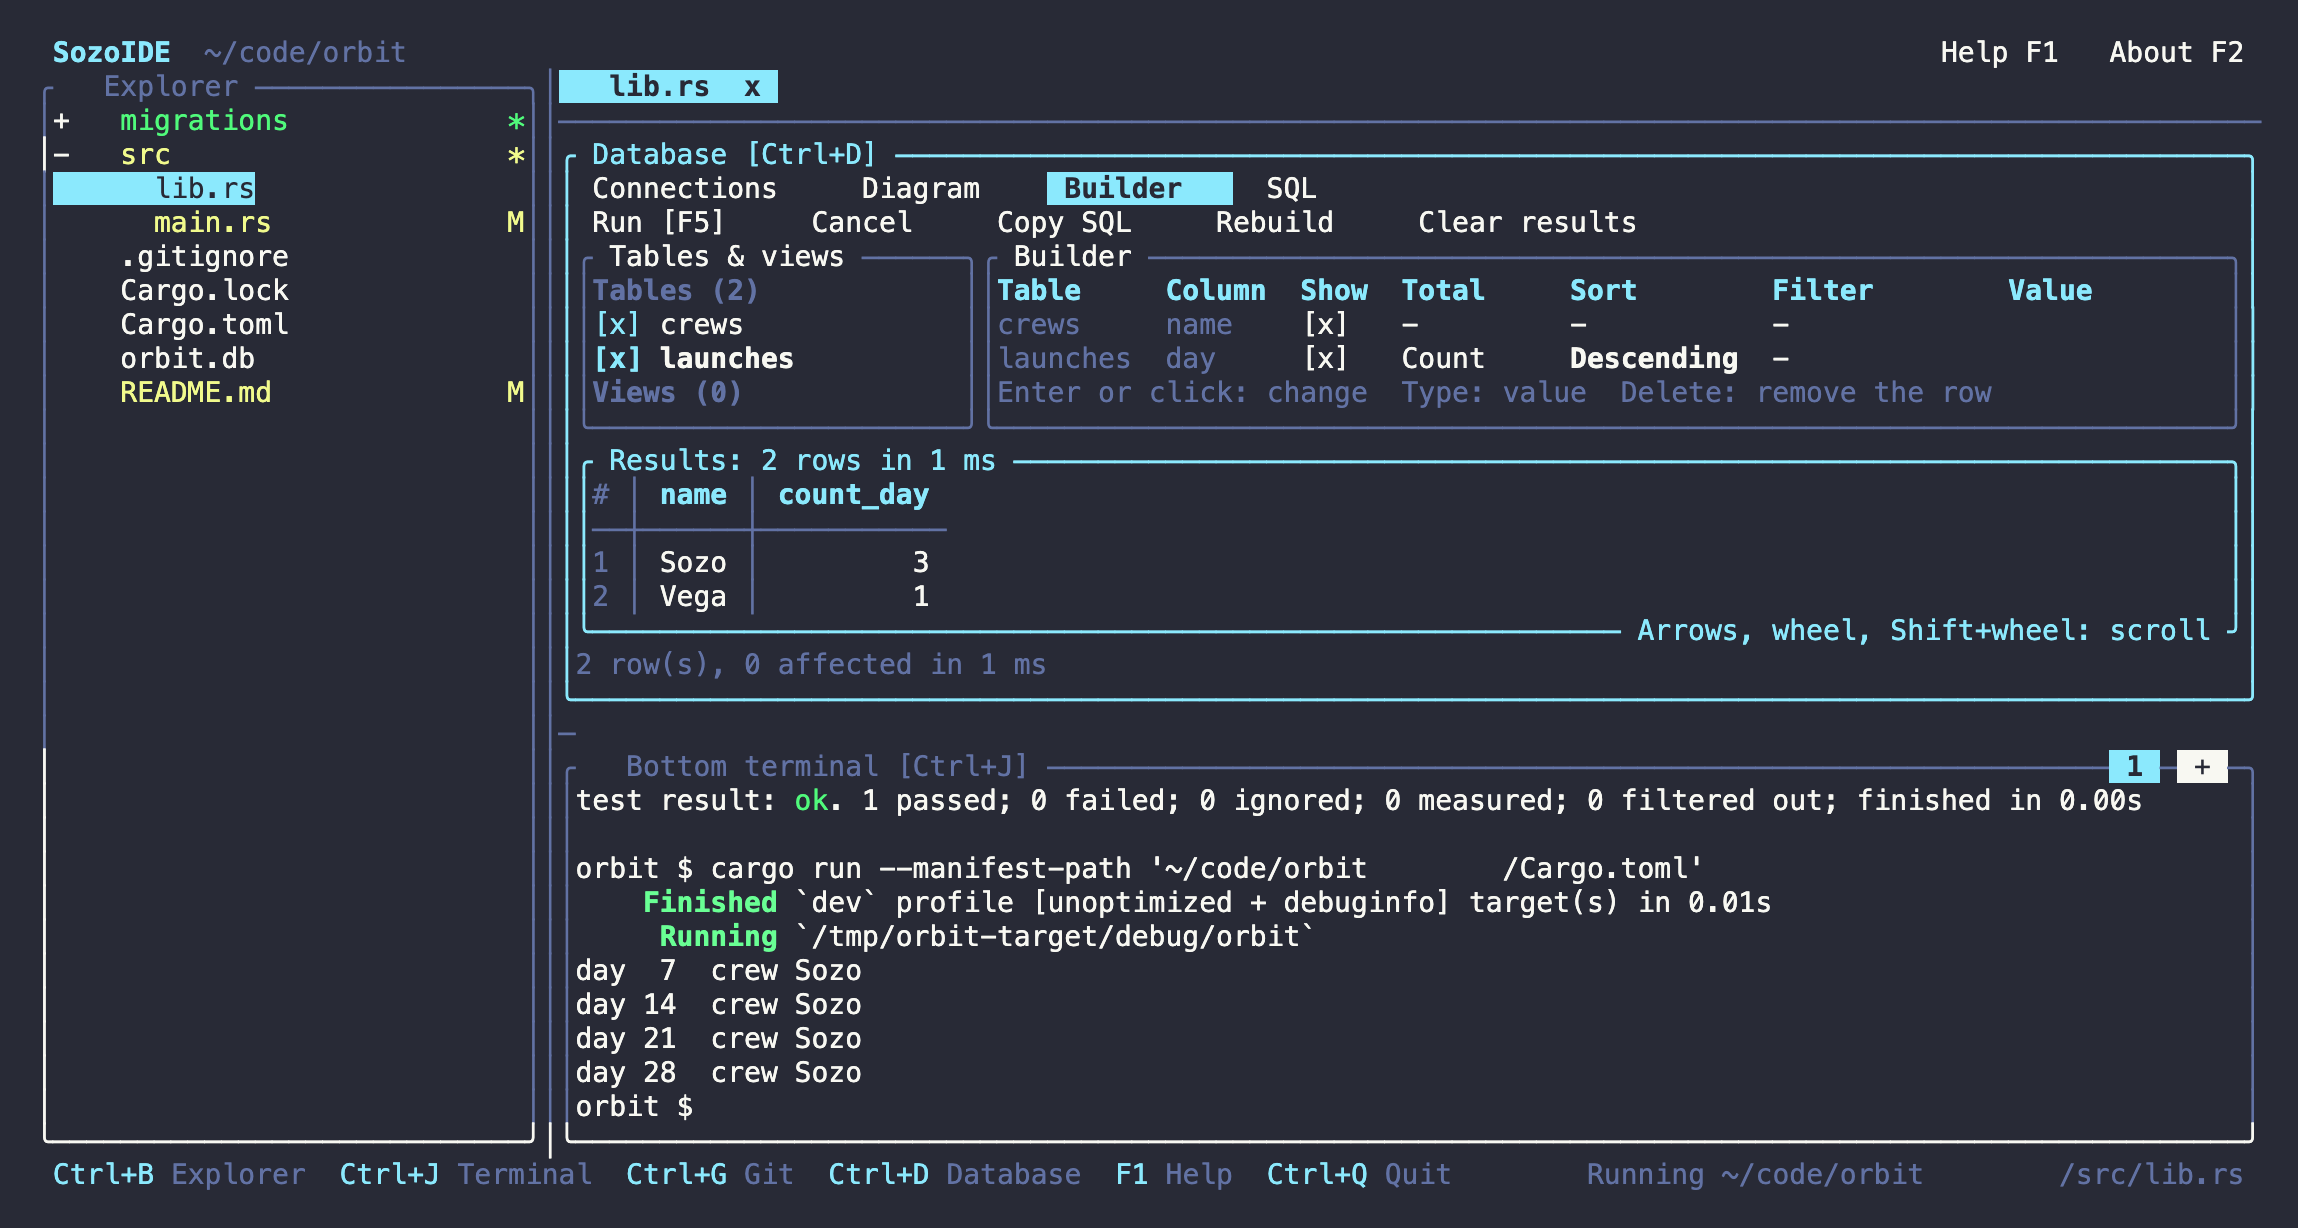 SozoIDE ~/code/orbit Help F1 About F2
Explorer
+ migrations *
- src *
lib.rs
main.rs M
.gitignore
Cargo.lock
Cargo.toml
orbit.db
README.md M
lib.rs x
Database [Ctrl+D]
Connections Diagram Builder SQL
Run [F5] Cancel Copy SQL Rebuild Clear results
Tables & views
Tables (2)
[x] crews
[x] launches
Views (0)
Builder
Table Column Show Total Sort Filter Value
crews name [x] - - -
launches day [x] Count Descending -
Enter or click: change Type: value Delete: remove the row
Results: 2 rows in 1 ms
# name count_day
1 Sozo 3
2 Vega 1
Arrows, wheel, Shift+wheel: scroll
2 row(s), 0 affected in 1 ms
Bottom terminal [Ctrl+J] 1 +
test result: ok. 1 passed; 0 failed; 0 ignored; 0 measured; 0 filtered out; finished in 0.00s
orbit $ cargo run --manifest-path '~/code/orbit /Cargo.toml'
Finished `dev` profile [unoptimized + debuginfo] target(s) in 0.01s
Running `/tmp/orbit-target/debug/orbit`
day 7 crew Sozo
day 14 crew Sozo
day 21 crew Sozo
day 28 crew Sozo
orbit $
Ctrl+B Explorer Ctrl+J Terminal Ctrl+G Git Ctrl+D Database F1 Help Ctrl+Q Quit Running ~/code/orbit /src/lib.rs